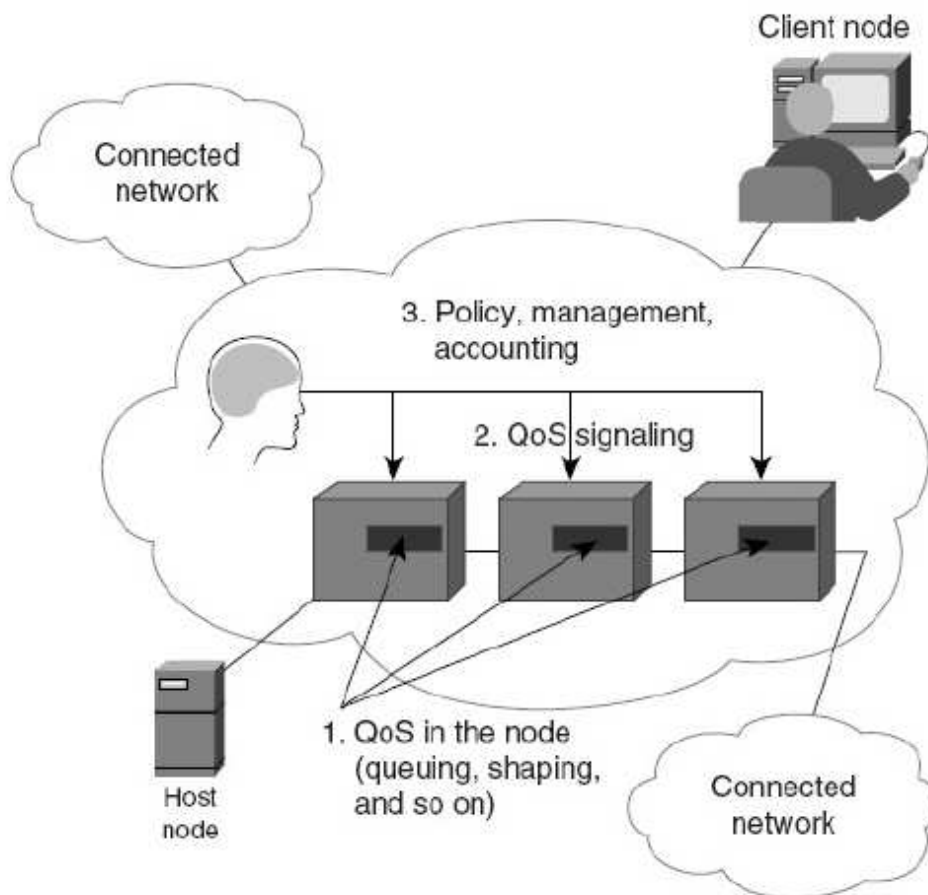 Client node
Connected
network
3. Policy, management,
accounting
2. QoS signaling
1. QoS in the node
(queuing, shaping,
and so on)
Host
node
Connected
network